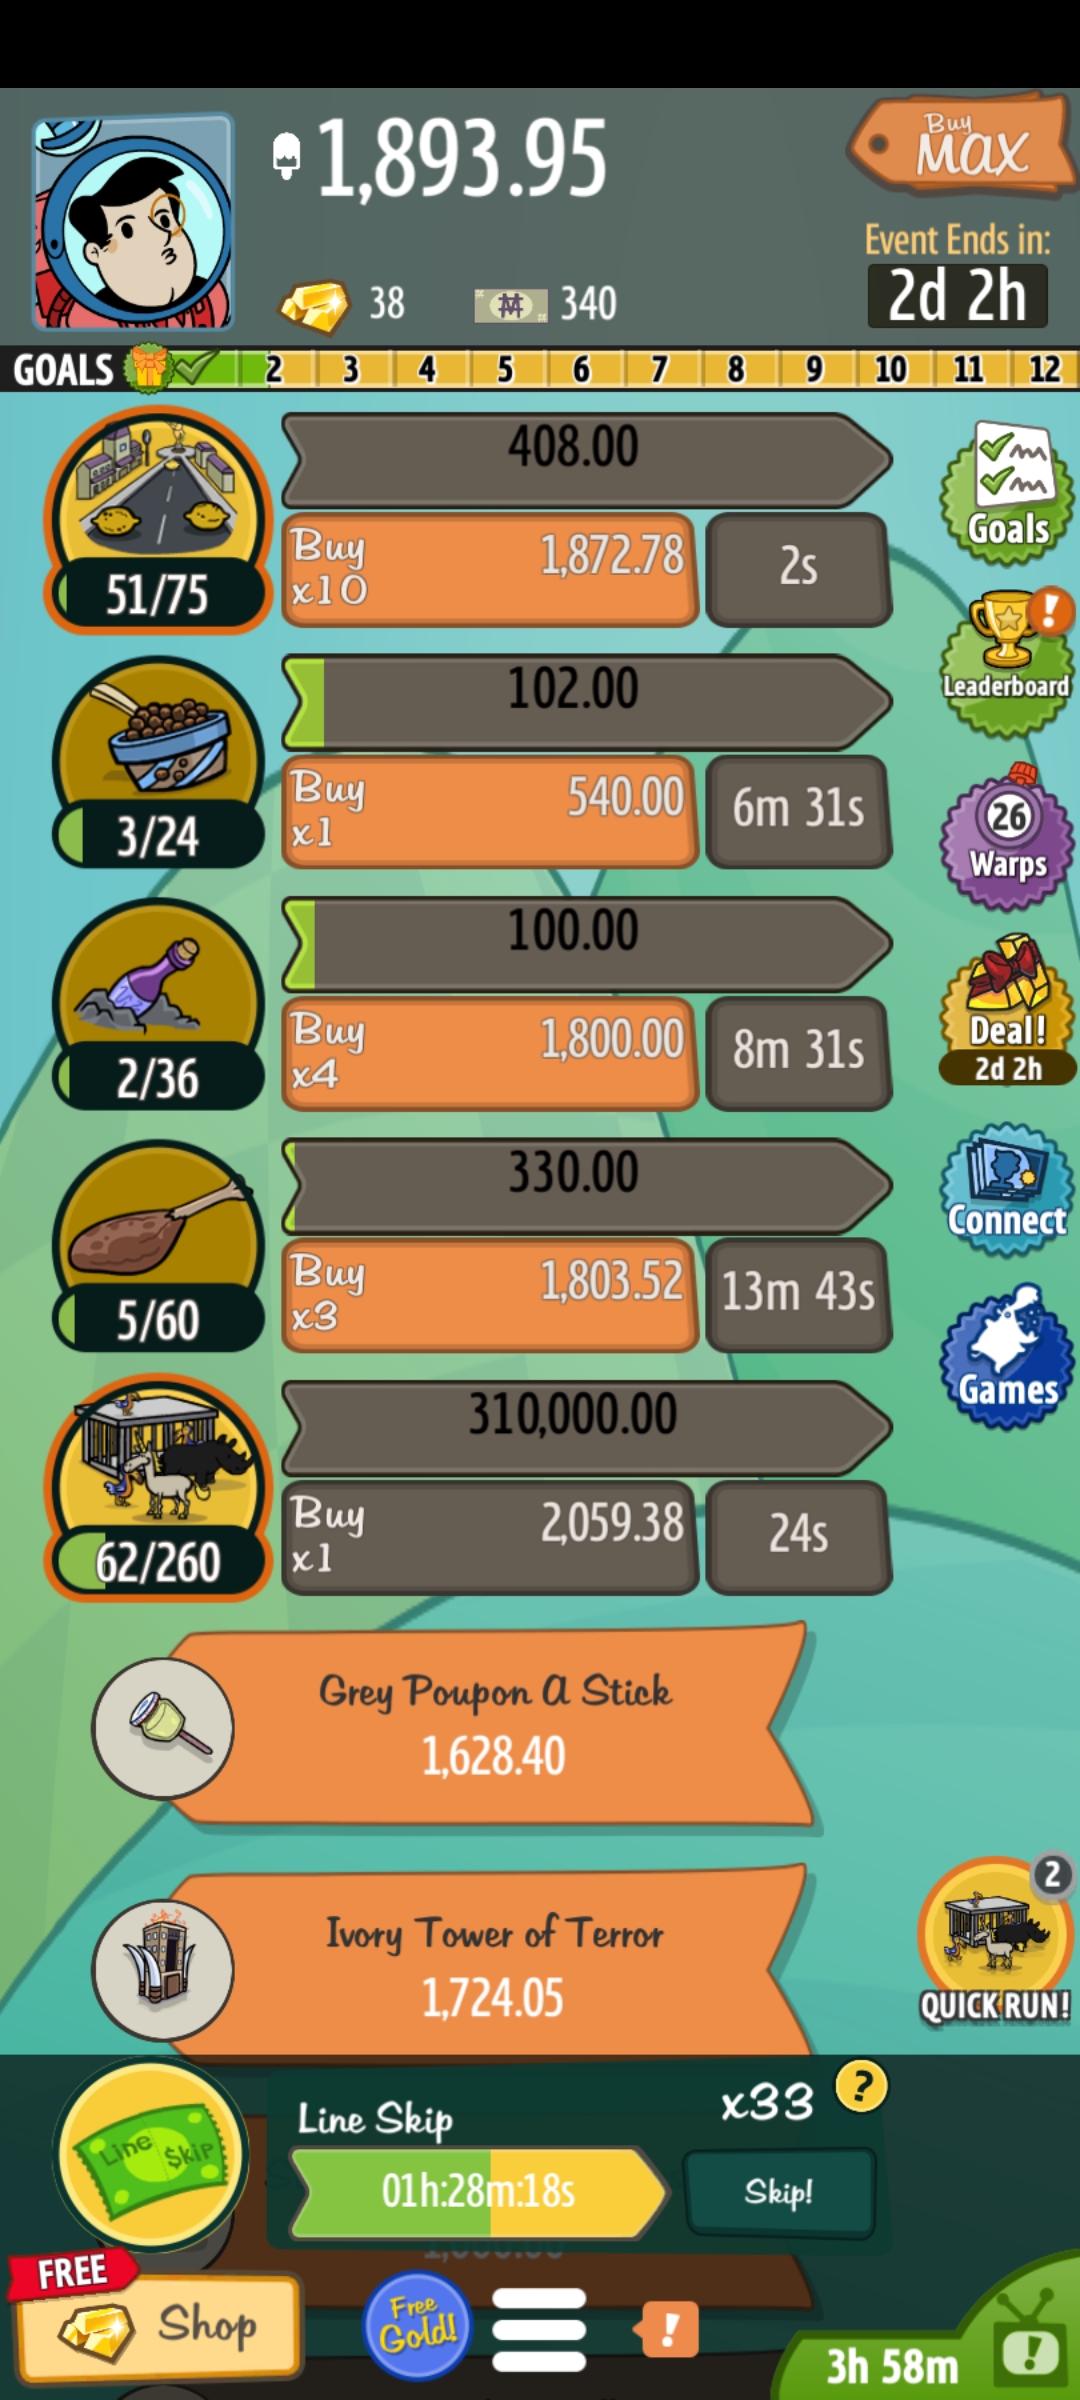 1,893.95
Buy
MAX
Event Ends in:
2d 2h
38
340
GOALS 2 3 4 5 6 7 8 9 10 11 12
408.00
Buy
x10
1,872.78
2s
51/75
Goals
Leaderboard
102.00
Buy
x1
540.00
6m 31s
3/24
26
Warps
100.00
Buy
x4
1,800.00
8m 31s
2/36
Deal!
2d 2h
330.00
Buy
x3
1,803.52
13m 43s
5/60
Connect
Games
310,000.00
Buy
x1
2,059.38
24s
62/260
Grey Poupon A Stick
1,628.40
Ivory Tower of Terror
1,724.05
2
QUICK RUN!
Line Skip
Line $kip
x33
?
01h:28m:18s
Skip!
FREE
Shop
Free
Gold!
!
3h 58m